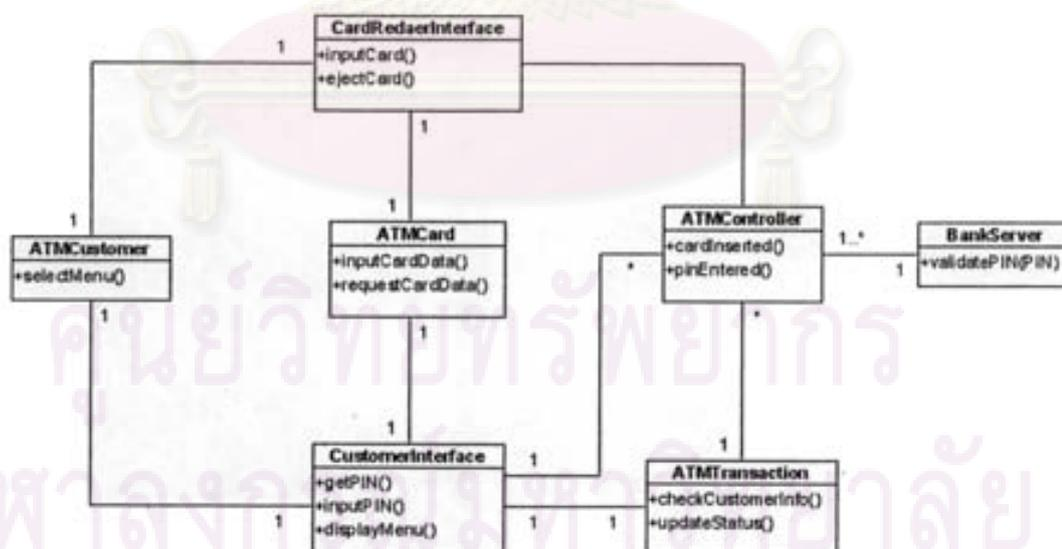 CardRedaerInterface
+inputCard()
+ejectCard()
1
1
1
1
ATMCustomer
+selectMenu()
ATMCard
+inputCardData()
+requestCardData()
ATMController
+cardInserted()
+pinEntered()
1..*
1
BankServer
+validatePIN(PIN)
1
1
*
*
ศูนย์วิทยทรัพยากร
1
1
1
CustomerInterface
+getPIN()
+inputPIN()
+displayMenu()
ATMTransaction
+checkCustomerInfo()
+updateStatus()
1
1
1
จุฬาลงกรณ์มหาวิทยาลัย